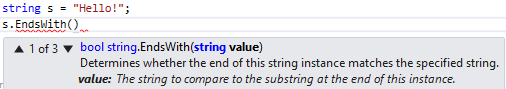 string s = "Hello!";
s.EndsWith()
▲ 1 of 3 ▼ bool string.EndsWith(string value)
Determines whether the end of this string instance matches the specified string.
value: The string to compare to the substring at the end of this instance.